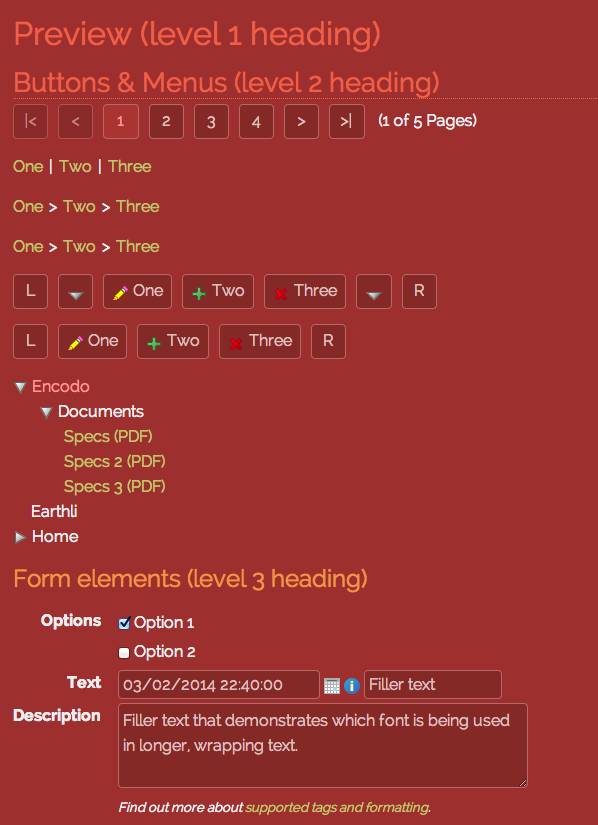 Preview (level 1 heading)
Buttons & Menus (level 2 heading)
|< < 1 2 3 4 > >| (1 of 5 Pages)
One | Two | Three
One > Two > Three
One > Two > Three
L One Two Three R
L One Two Three R
Encodo
Documents
Specs (PDF)
Specs 2 (PDF)
Specs 3 (PDF)
Earthli
Home
Form elements (level 3 heading)
Options Option 1
Option 2
Text 03/02/2014 22:40:00 Filler text
Description Filler text that demonstrates which font is being used
in longer, wrapping text.
Find out more about supported tags and formatting.